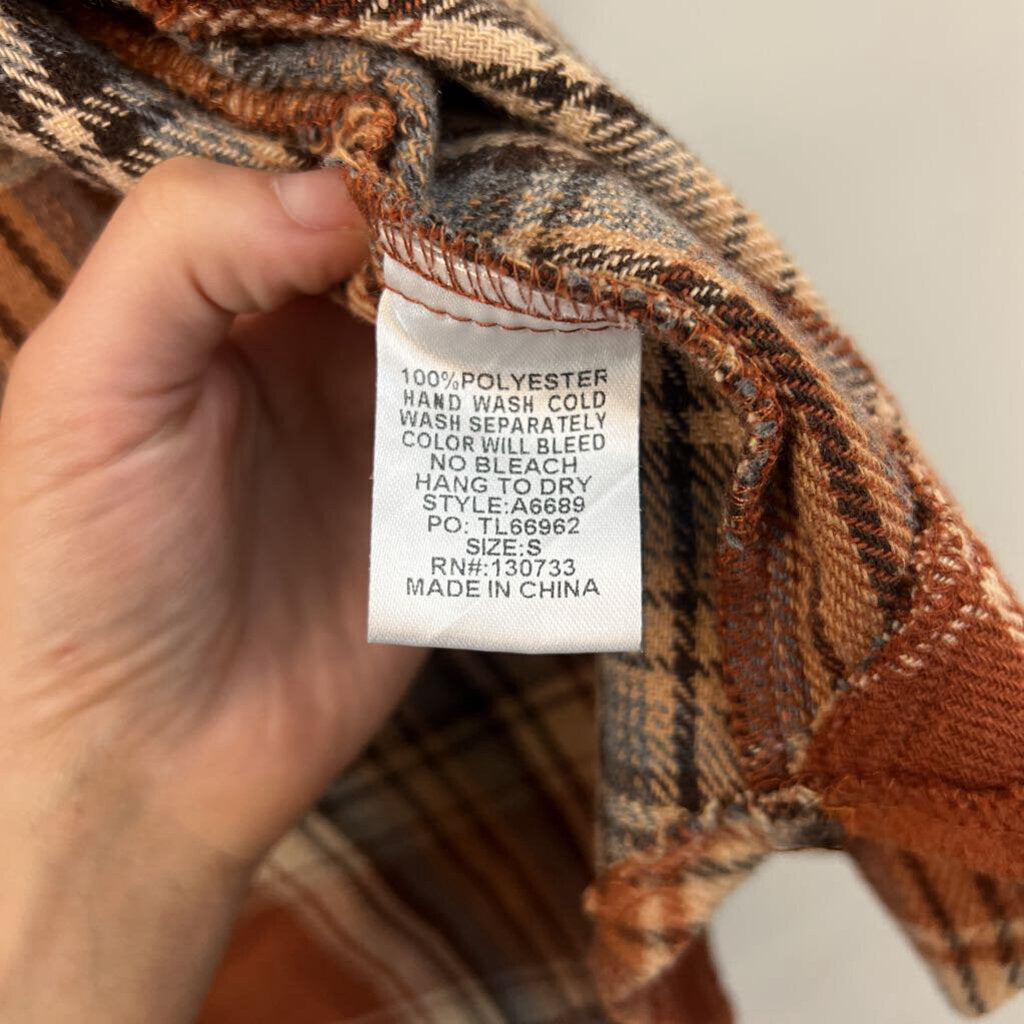 100%POLYESTER
HAND WASH COLD
WASH SEPARATELY
COLOR WILL BLEED
NO BLEACH
HANG TO DRY
STYLE:A6689
PO: TL66962
SIZE:S
RN#:130733
MADE IN CHINA